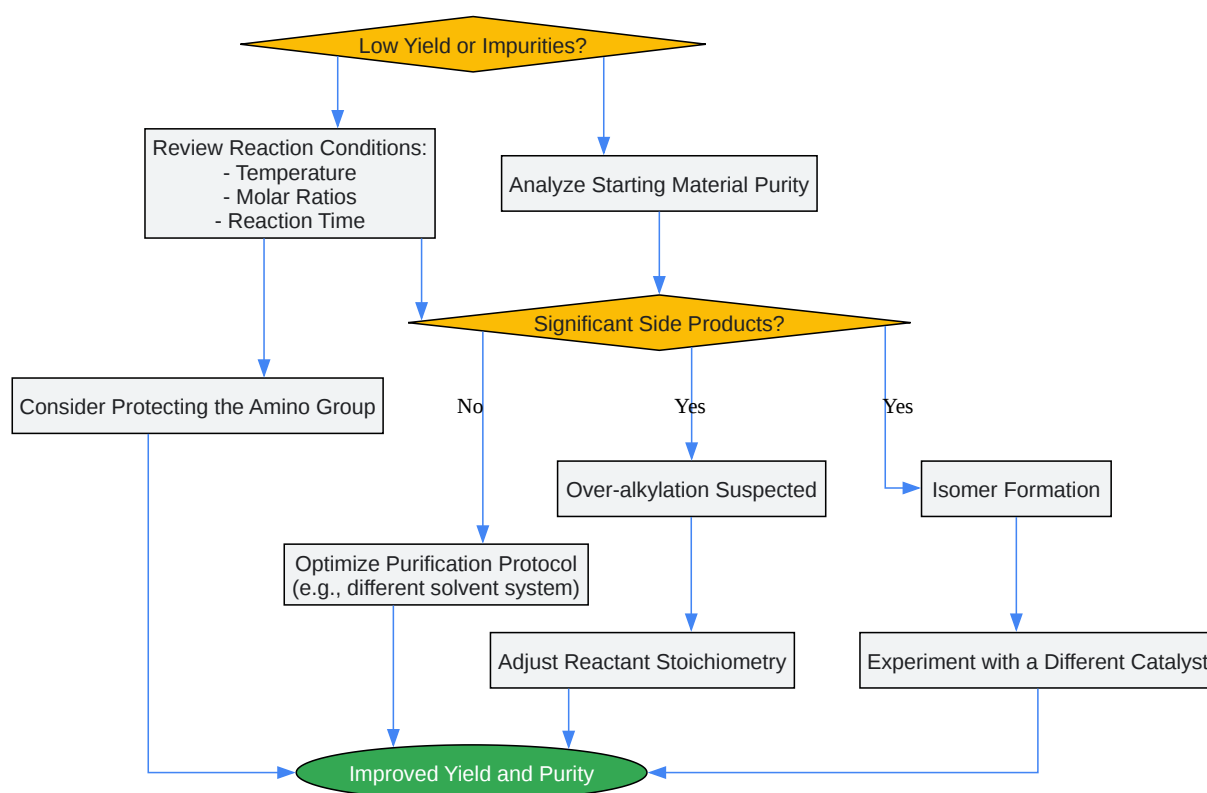 Low Yield or Impurities?
Review Reaction Conditions:
- Temperature
- Molar Ratios
- Reaction Time
Analyze Starting Material Purity
Significant Side Products?
Consider Protecting the Amino Group
No
Yes
Yes
Over-alkylation Suspected
Isomer Formation
Optimize Purification Protocol
(e.g., different solvent system)
Adjust Reactant Stoichiometry
Experiment with a Different Catalyst
Improved Yield and Purity